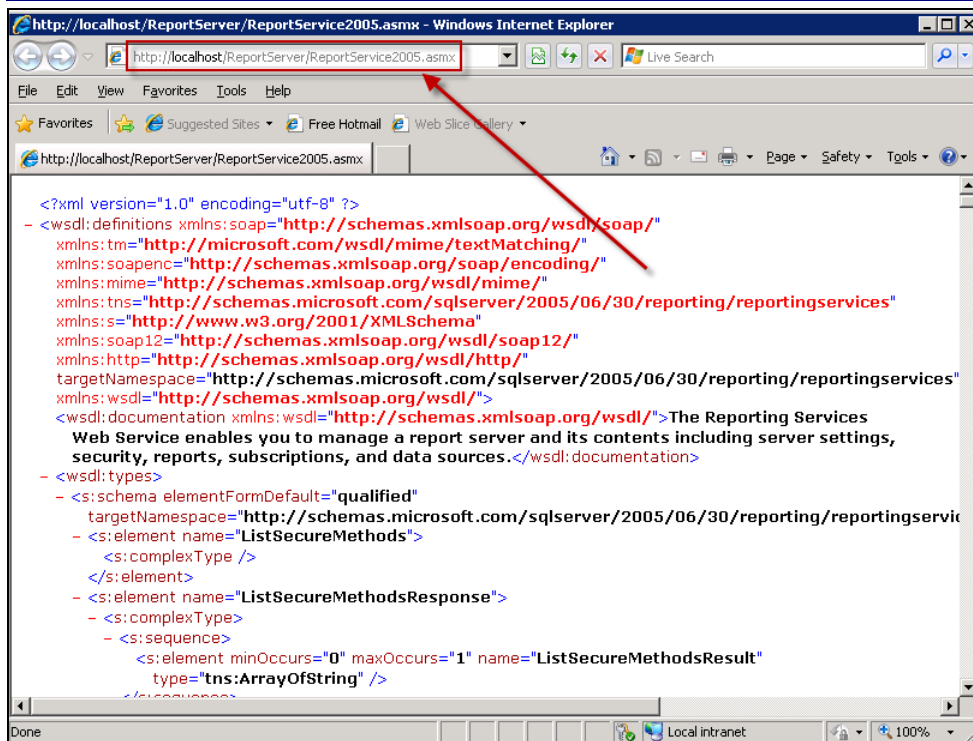 http://localhost/ReportServer/ReportService2005.asmx - Windows Internet Explorer
http://localhost/ReportServer/ReportService2005.asmx
Live Search
File Edit View Favorites Tools Help
Favorites Suggested Sites Free Hotmail Web Slice Gallery
http://localhost/ReportServer/ReportService2005.asmx Page Safety Tools
<?xml version="1.0" encoding="utf-8" ?>
- <wsdl:definitions xmlns:soap="http://schemas.xmlsoap.org/wsdl/soap/"
xmlns:tm="http://microsoft.com/wsdl/mime/textMatching/"
xmlns:soapenc="http://schemas.xmlsoap.org/soap/encoding/"
xmlns:mime="http://schemas.xmlsoap.org/wsdl/mime/"
xmlns:tns="http://schemas.microsoft.com/sqlserver/2005/06/30/reporting/reportingservices"
xmlns:s="http://www.w3.org/2001/XMLSchema"
xmlns:soap12="http://schemas.xmlsoap.org/wsdl/soap12/"
xmlns:http="http://schemas.xmlsoap.org/wsdl/http/"
targetNamespace="http://schemas.microsoft.com/sqlserver/2005/06/30/reporting/reportingservices"
xmlns:wsdl="http://schemas.xmlsoap.org/wsdl/">
<wsdl:documentation xmlns:wsdl="http://schemas.xmlsoap.org/wsdl/">The Reporting Services
Web Service enables you to manage a report server and its contents including server settings,
security, reports, subscriptions, and data sources.</wsdl:documentation>
- <wsdl:types>
- <s:schema elementFormDefault="qualified"
targetNamespace="http://schemas.microsoft.com/sqlserver/2005/06/30/reporting/reportingservic
- <s:element name="ListSecureMethods">
<s:complexType />
</s:element>
- <s:element name="ListSecureMethodsResponse">
- <s:complexType>
- <s:sequence>
<s:element minOccurs="0" maxOccurs="1" name="ListSecureMethodsResult"
type="tns:ArrayOfString" />
</s:sequence>
Done Local intranet 100%